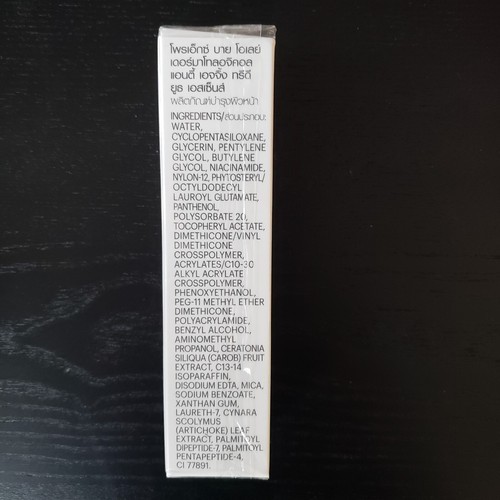 โพรเอ็กซ์ บาย โอเลย์
เดอร์มาโทลอจิคอล
แอนตี้ เอจจิ้ง ทรีดี
ยูธ เอสเซ็นส์
ผลิตภัณฑ์บำรุงผิวหน้า
INGREDIENTS/ส่วนประกอบ:
WATER,
CYCLOPENTASILOXANE,
GLYCERIN, PENTYLENE
GLYCOL, BUTYLENE
GLYCOL, NIACINAMIDE,
NYLON-12, PHYTOSTERYL/
OCTYLDODECYL
LAUROYL GLUTAMATE,
PANTHENOL,
POLYSORBATE 20,
TOCOPHERYL ACETATE,
DIMETHICONE/VINYL
DIMETHICONE
CROSSPOLYMER,
ACRYLATES/C10-30
ALKYL ACRYLATE
CROSSPOLYMER,
PHENOXYETHANOL,
PEG-11 METHYL ETHER
DIMETHICONE,
POLYACRYLAMIDE,
BENZYL ALCOHOL,
AMINOMETHYL
PROPANOL, CERATONIA
SILIQUA (CAROB) FRUIT
EXTRACT, C13-14
ISOPARAFFIN,
DISODIUM EDTA, MICA,
SODIUM BENZOATE,
XANTHAN GUM,
LAURETH-7, CYNARA
SCOLYMUS
(ARTICHOKE) LEAF
EXTRACT, PALMITOYL
DIPEPTIDE-7, PALMITOYL
PENTAPEPTIDE-4,
CI 77891.